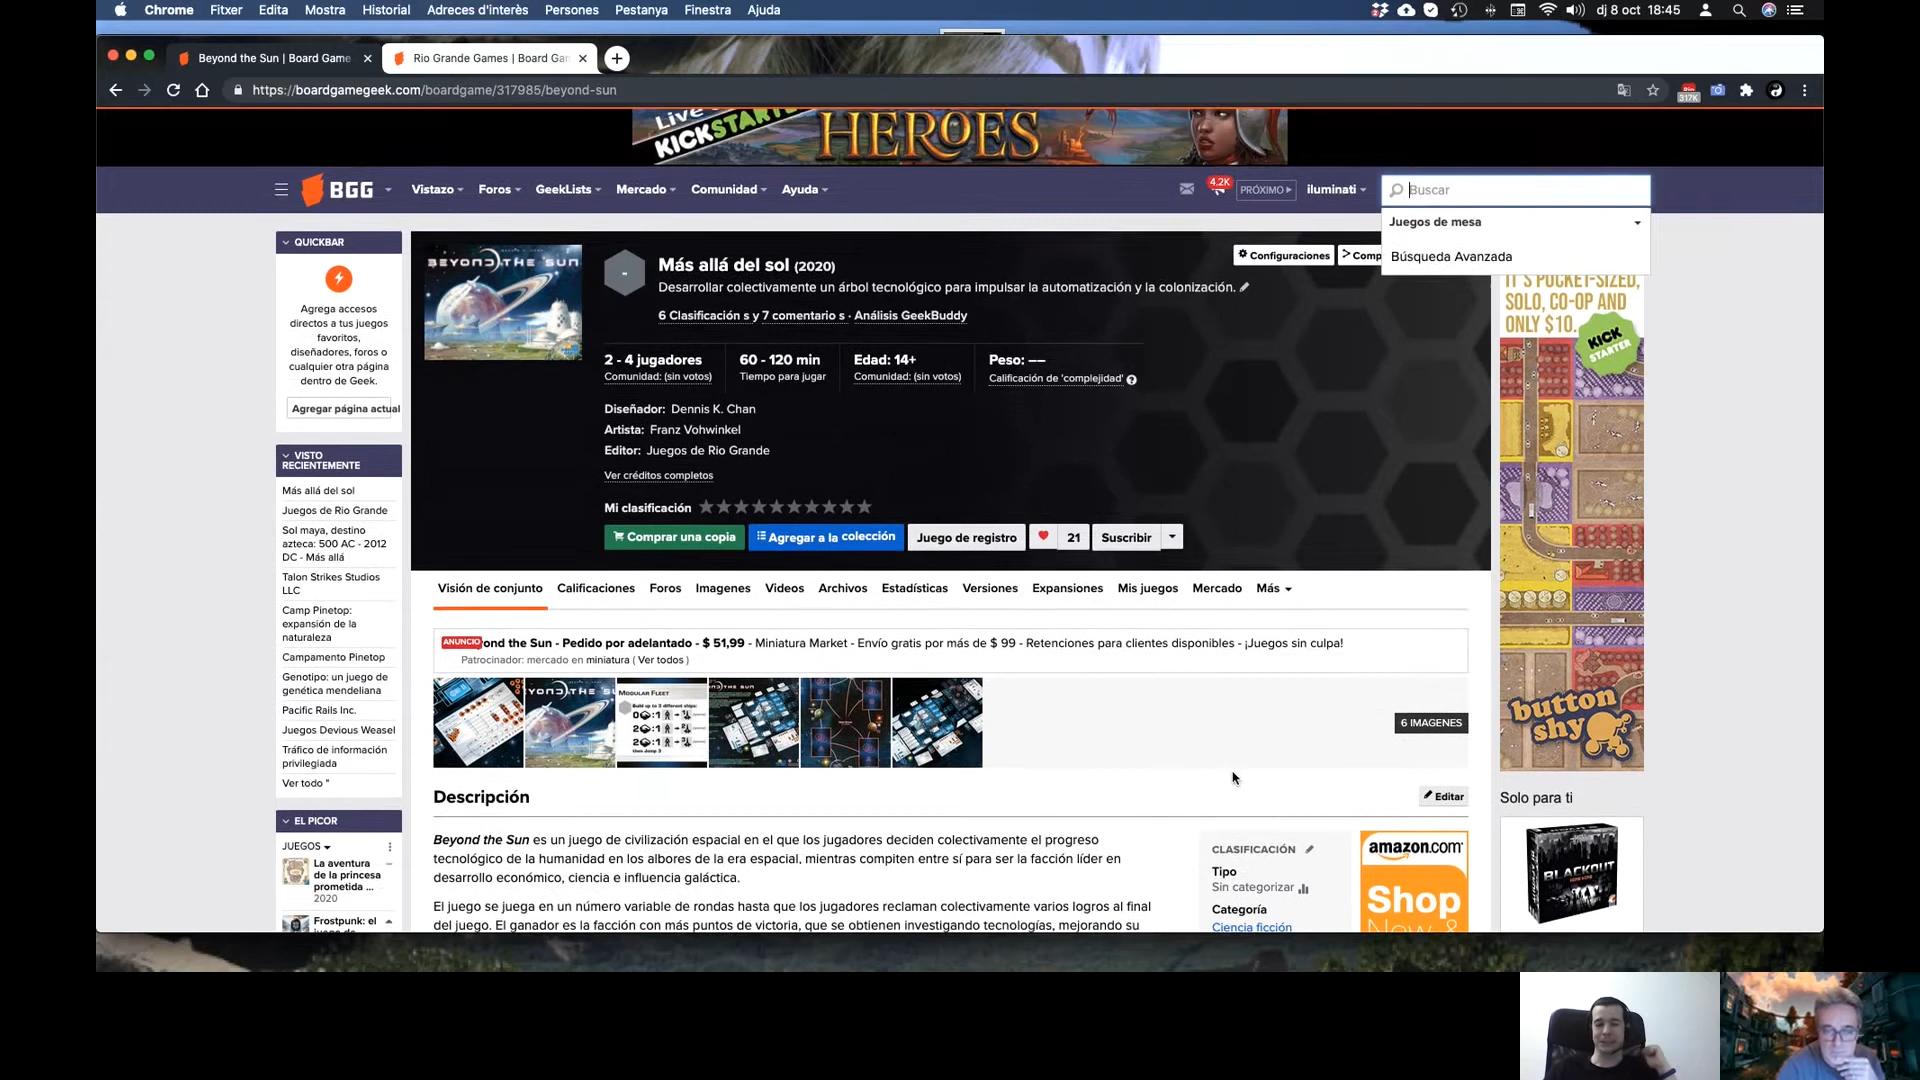 Chrome Fitxer Edita Mostra Historial Adreces d'interès Persones Pestanya Finestra Ajuda
dj 8 oct 18:45
Beyond the Sun | Board Game
Rio Grande Games | Board Gam
https://boardgamegeek.com/boardgame/317985/beyond-sun
317K
Live
KICKSTARTER
HEROES
BGG
Vistazo
Foros
GeekLists
Mercado
Comunidad
Ayuda
4.2K
PRÓXIMO
iluminati
Buscar
Juegos de mesa
Búsqueda Avanzada
QUICKBAR
Agrega accesos
directos a tus juegos
favoritos,
diseñadores, foros o
cualquier otra página
dentro de Geek.
Agregar página actual
VISTO
RECIENTEMENTE
Más allá del sol
Juegos de Rio Grande
Sol maya, destino
azteca: 500 AC - 2012
DC - Más allá
Talon Strikes Studios
LLC
Camp Pinetop:
expansión de la
naturaleza
Campamento Pinetop
Genotipo: un juego de
genética mendeliana
Pacific Rails Inc.
Juegos Devious Weasel
Tráfico de información
privilegiada
Ver todo "
EL PICOR
JUEGOS
La aventura
de la princesa
prometida ...
2020
Frostpunk: el
BEYOND THE SUN
-
Más allá del sol (2020)
Desarrollar colectivamente un árbol tecnológico para impulsar la automatización y la colonización.
6 Clasificación s y 7 comentario s · Análisis GeekBuddy
Configuraciones
Comp
2 - 4 jugadores
Comunidad: (sin votos)
60 - 120 min
Tiempo para jugar
Edad: 14+
Comunidad: (sin votos)
Peso: —
Calificación de 'complejidad'
Diseñador: Dennis K. Chan
Artista: Franz Vohwinkel
Editor: Juegos de Rio Grande
Ver créditos completos
Mi clasificación
Comprar una copia
Agregar a la colección
Juego de registro
21
Suscribir
Visión de conjunto
Calificaciones
Foros
Imagenes
Videos
Archivos
Estadísticas
Versiones
Expansiones
Mis juegos
Mercado
Más
ANUNCIO
ond the Sun - Pedido por adelantado - $ 51,99 - Miniatura Market - Envío gratis por más de $ 99 - Retenciones para clientes disponibles - ¡Juegos sin culpa!
Patrocinador: mercado en miniatura ( Ver todos )
MODULAR FLEET
6 IMAGENES
Descripción
Editar
Beyond the Sun es un juego de civilización espacial en el que los jugadores deciden colectivamente el progreso
tecnológico de la humanidad en los albores de la era espacial, mientras compiten entre sí para ser la facción líder en
desarrollo económico, ciencia e influencia galáctica.
El juego se juega en un número variable de rondas hasta que los jugadores reclaman colectivamente varios logros al final
del juego. El ganador es la facción con más puntos de victoria, que se obtienen investigando tecnologías, mejorando su
CLASIFICACIÓN
Tipo
Sin categorizar
Categoría
Ciencia ficción
amazon.com
Shop
Now &
IT'S POCKET-SIZED,
SOLO, CO-OP AND
ONLY $10.
KICK
STARTER
button
shy
Solo para ti
BLACKOUT